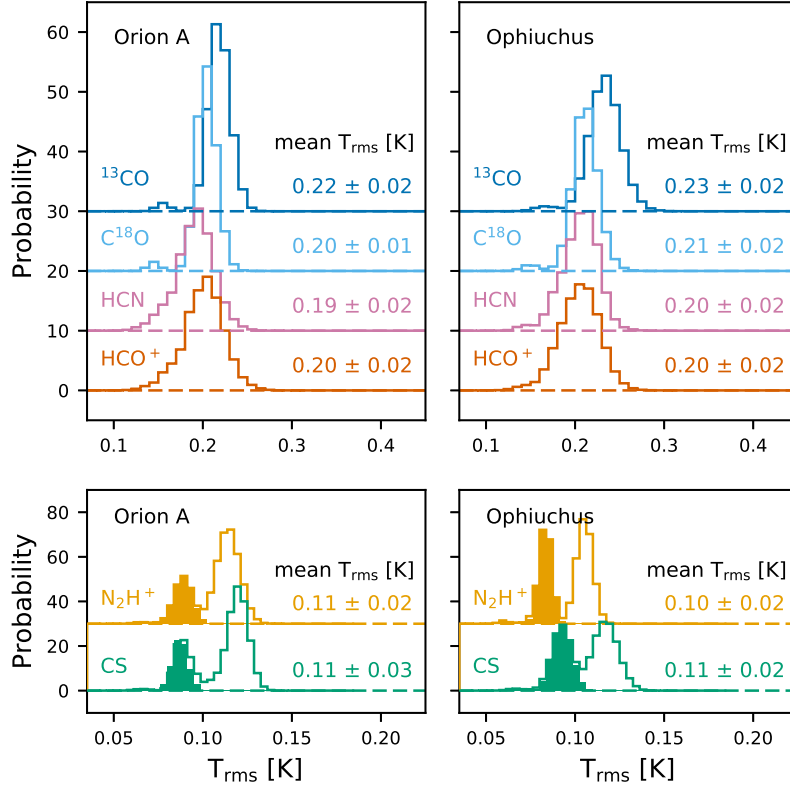 Orion A
Ophiuchus
60
50
40
30
20
10
0
Probability
mean T_rms [K]
mean T_rms [K]
¹³CO
0.22 ± 0.02
¹³CO
0.23 ± 0.02
C¹⁸O
0.20 ± 0.01
C¹⁸O
0.21 ± 0.02
HCN
0.19 ± 0.02
HCN
0.20 ± 0.02
HCO⁺
0.20 ± 0.02
HCO⁺
0.20 ± 0.02
0.1 0.2 0.3 0.4
0.1 0.2 0.3 0.4
Orion A
Ophiuchus
80
60
40
20
0
Probability
mean T_rms [K]
mean T_rms [K]
N₂H⁺
0.11 ± 0.02
N₂H⁺
0.10 ± 0.02
CS
0.11 ± 0.03
CS
0.11 ± 0.02
0.05 0.10 0.15 0.20
0.05 0.10 0.15 0.20
T_rms [K]
T_rms [K]